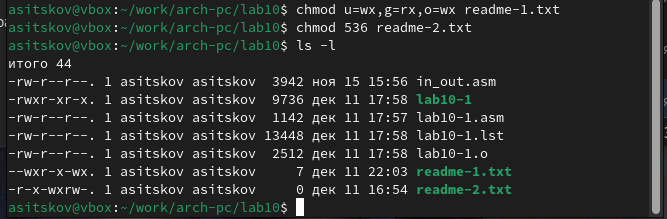 asitskov@vbox:~/work/arch-pc/lab10$ chmod u=wx,g=rx,o=wx readme-1.txt
asitskov@vbox:~/work/arch-pc/lab10$ chmod 536 readme-2.txt
asitskov@vbox:~/work/arch-pc/lab10$ ls -l
итого 44
-rw-r--r--. 1 asitskov asitskov  3942 ноя 15 15:56 in_out.asm
-rwxr-xr-x. 1 asitskov asitskov  9736 дек 11 17:58 lab10-1
-rw-r--r--. 1 asitskov asitskov  1142 дек 11 17:57 lab10-1.asm
-rw-r--r--. 1 asitskov asitskov 13448 дек 11 17:58 lab10-1.lst
-rw-r--r--. 1 asitskov asitskov  2512 дек 11 17:58 lab10-1.o
--wxr-x-wx. 1 asitskov asitskov     7 дек 11 22:03 readme-1.txt
-r-x-wxrw-. 1 asitskov asitskov     0 дек 11 16:54 readme-2.txt
asitskov@vbox:~/work/arch-pc/lab10$